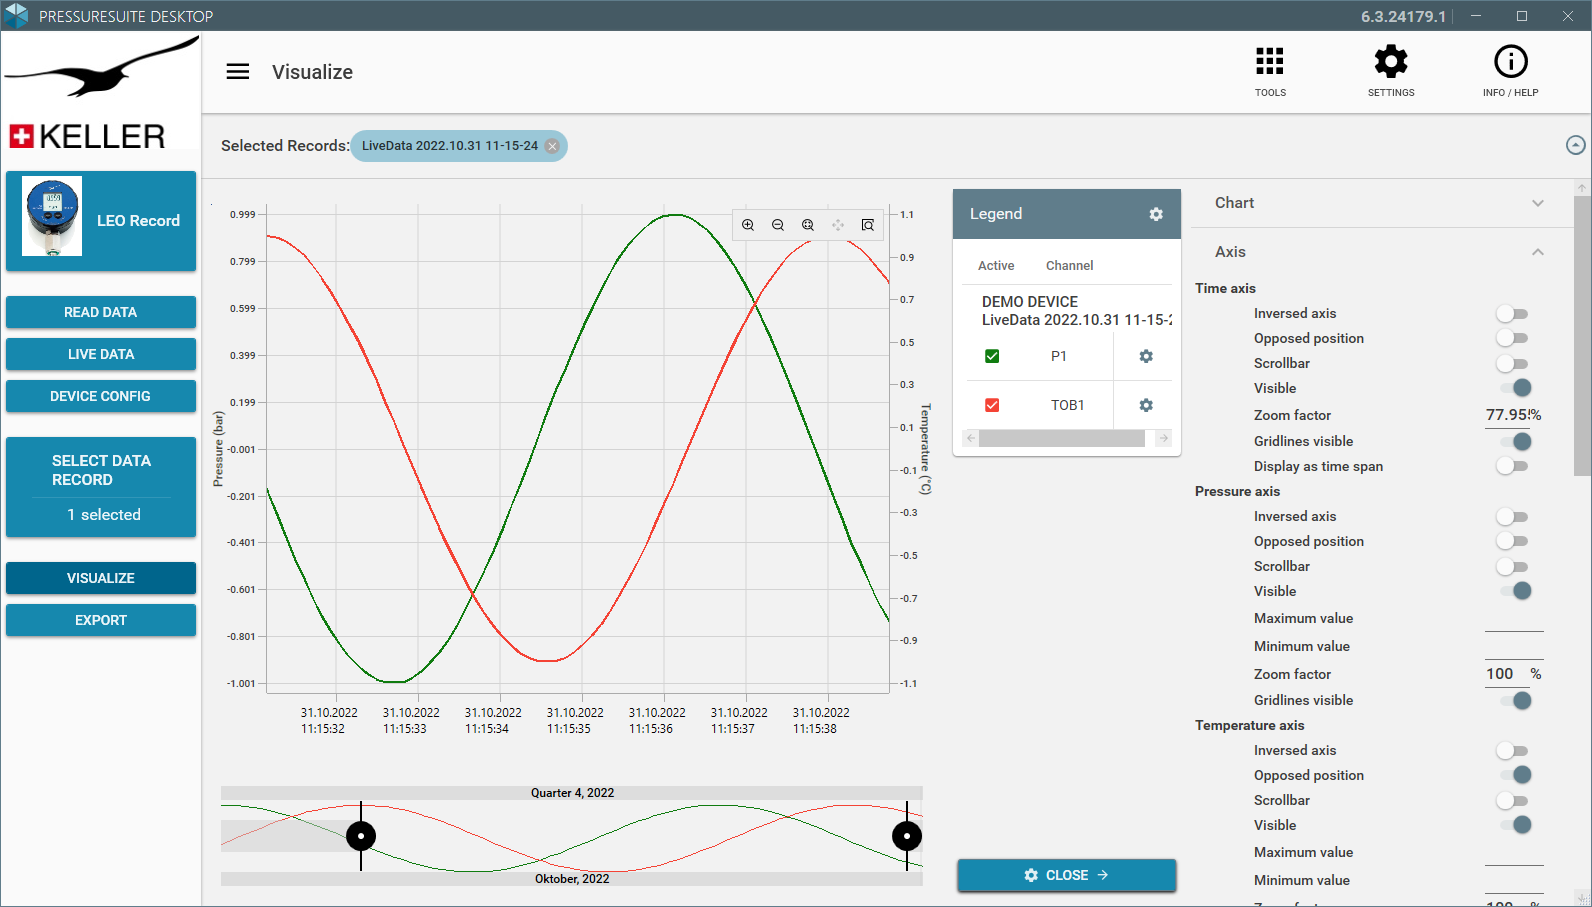 PRESSURESUITE DESKTOP
6.3.24179.1
KELLER
Visualize
TOOLS
SETTINGS
INFO / HELP
Selected Records:
LiveData 2022.10.31 11-15-24
LEO Record
READ DATA
LIVE DATA
DEVICE CONFIG
SELECT DATA
RECORD
1 selected
VISUALIZE
EXPORT
Pressure (bar)
0.999
0.799
0.599
0.399
0.199
-0.001
-0.201
-0.401
-0.601
-0.801
-1.001
1.1
0.9
0.7
0.5
0.3
0.1
-0.1
-0.3
-0.5
-0.7
-0.9
-1.1
Temperature (°C)
31.10.2022
11:15:32
31.10.2022
11:15:33
31.10.2022
11:15:34
31.10.2022
11:15:35
31.10.2022
11:15:36
31.10.2022
11:15:37
31.10.2022
11:15:38
Quarter 4, 2022
Oktober, 2022
Legend
Active Channel
DEMO DEVICE
LiveData 2022.10.31 11-15-2
P1
TOB1
CLOSE
Chart
Axis
Time axis
Inversed axis
Opposed position
Scrollbar
Visible
Zoom factor 77.95 %
Gridlines visible
Display as time span
Pressure axis
Inversed axis
Opposed position
Scrollbar
Visible
Maximum value
Minimum value
Zoom factor 100 %
Gridlines visible
Temperature axis
Inversed axis
Opposed position
Scrollbar
Visible
Maximum value
Minimum value
Zoom factor 100 %